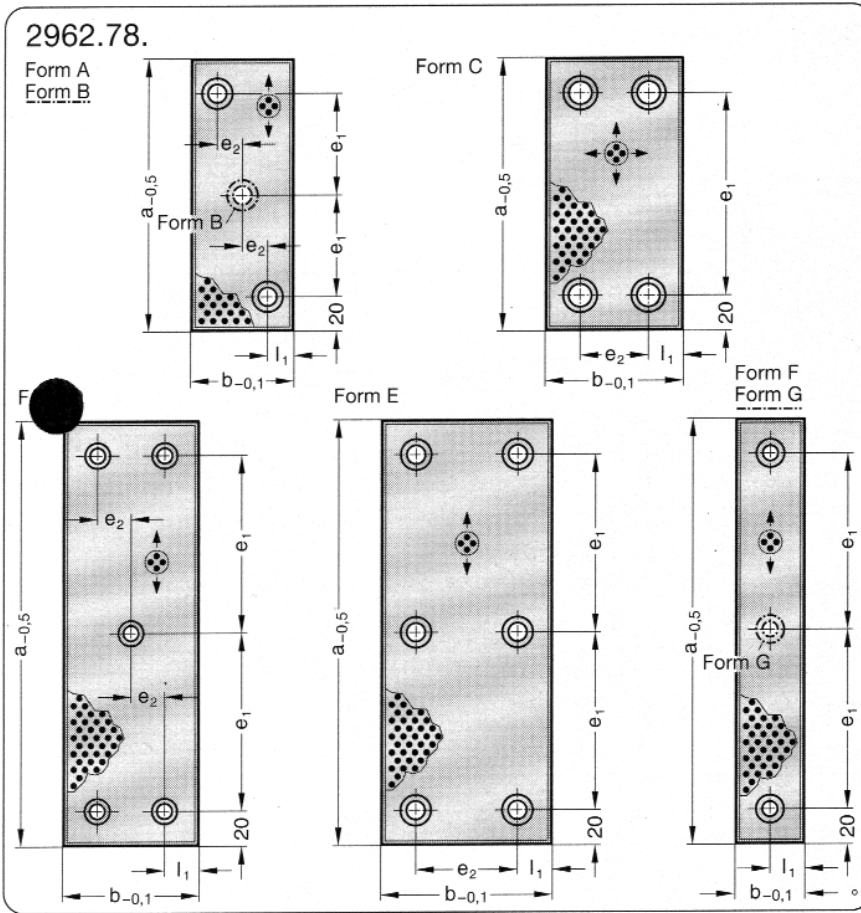 2962.78.
Form A
Form B
a-0,5
e2
e1
Form B
e2
e1
20
l1
b-0,1
Form C
a-0,5
e1
20
e2
l1
b-0,1
F
a-0,5
e2
e1
e2
e1
20
l1
b-0,1
Form E
a-0,5
e1
e1
20
e2
l1
b-0,1
Form F
Form G
a-0,5
e1
Form G
e1
20
l1
b-0,1